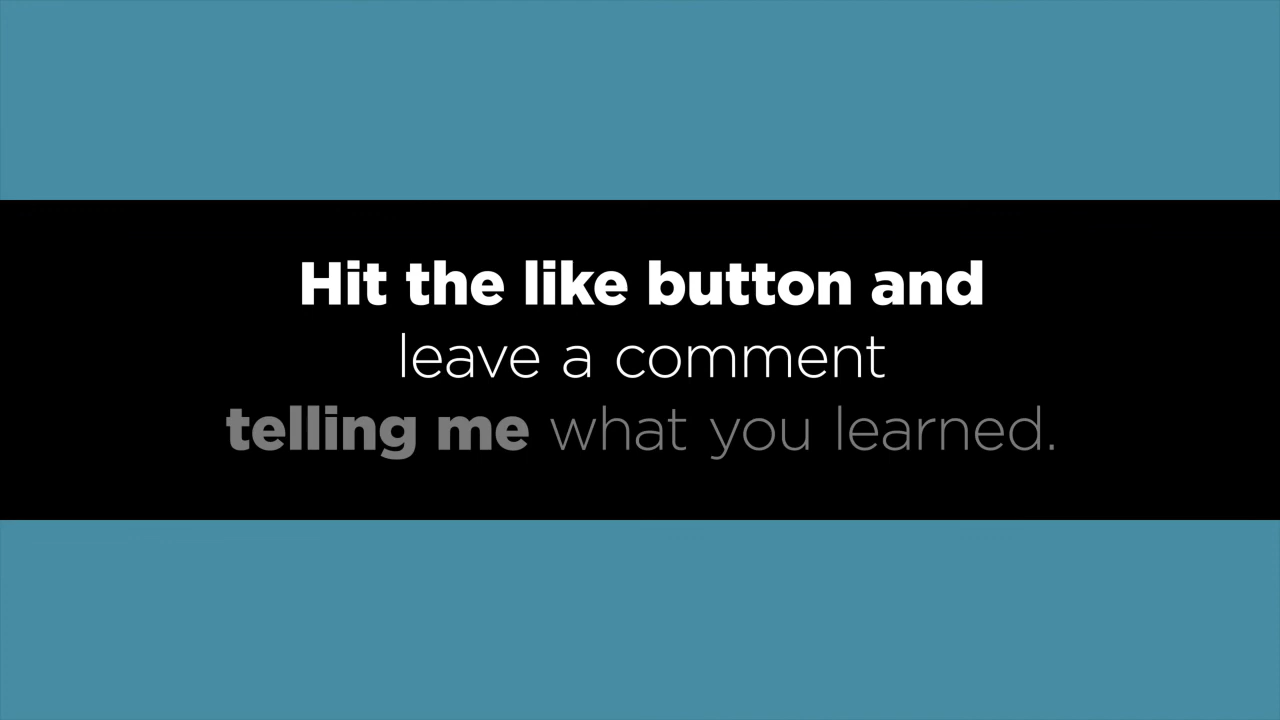 Hit the like button and
leave a comment
telling me what you learned.